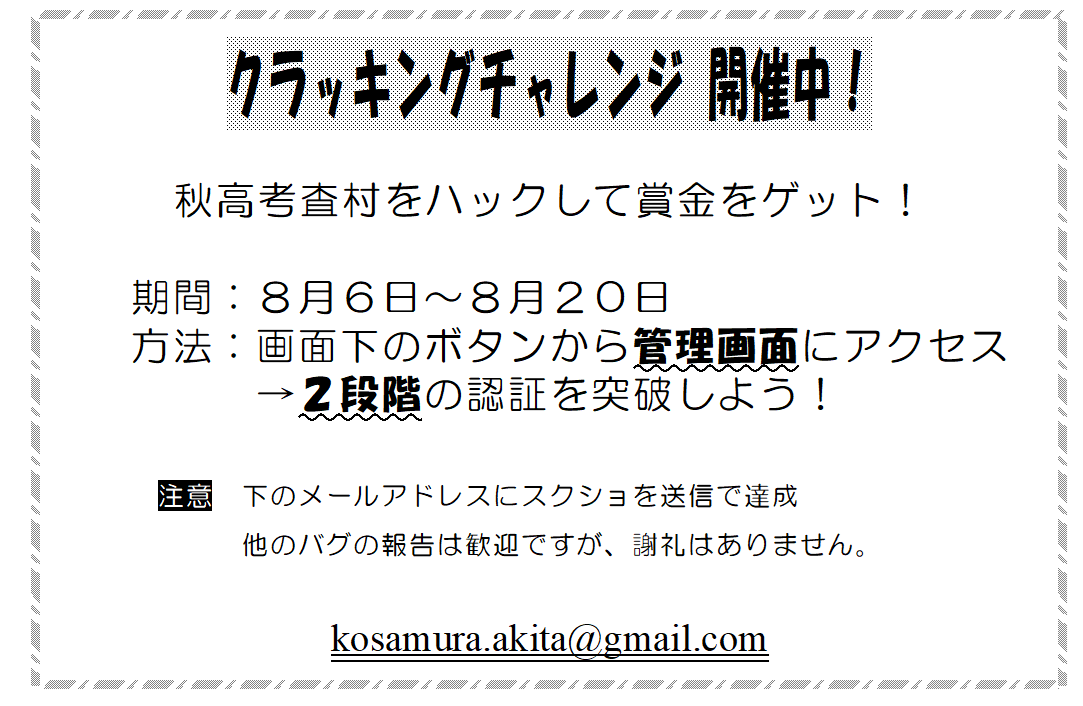 クラッキングチャレンジ 開催中！
秋高考査村をハックして賞金をゲット！
期間：８月６日～８月２０日
方法：画面下のボタンから管理画面にアクセス
→２段階の認証を突破しよう！
注意 下のメールアドレスにスクショを送信で達成
他のバグの報告は歓迎ですが、謝礼はありません。
kosamura.akita@gmail.com